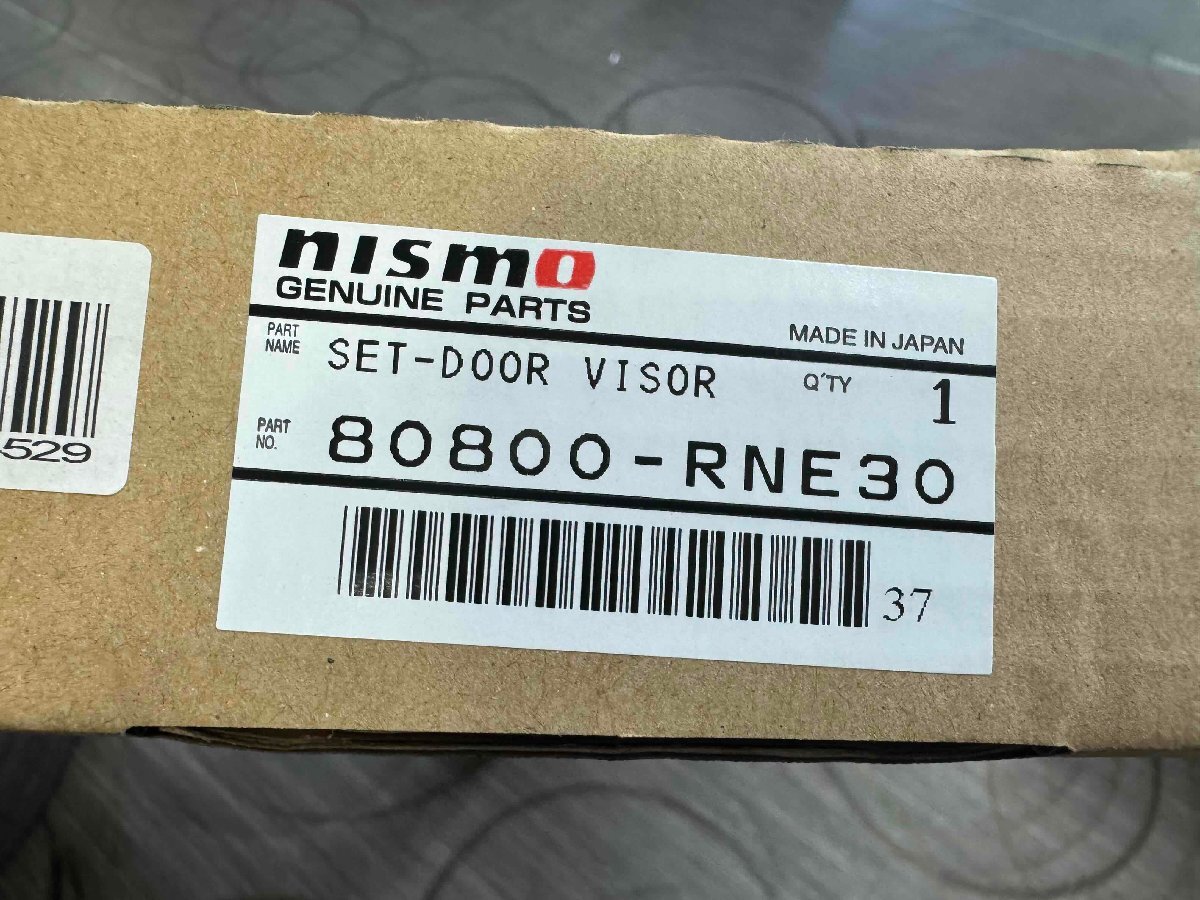 nismo
GENUINE PARTS
MADE IN JAPAN
PART NAME SET-DOOR VISOR Q'TY 1
PART NO. 80800-RNE30
37
529